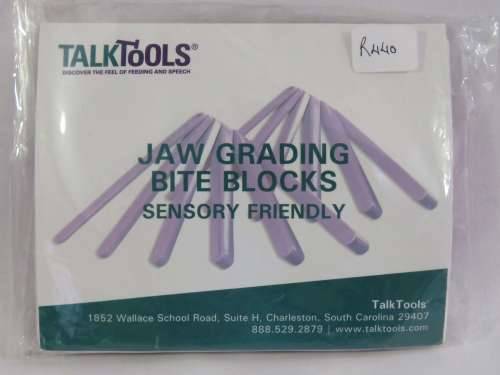 TALKTOOLS®
DISCOVER THE FEEL OF FEEDING AND SPEECH
R440
JAW GRADING
BITE BLOCKS
SENSORY FRIENDLY
TalkTools®
1852 Wallace School Road, Suite H, Charleston, South Carolina 29407
888.529.2879 | www.talktools.com